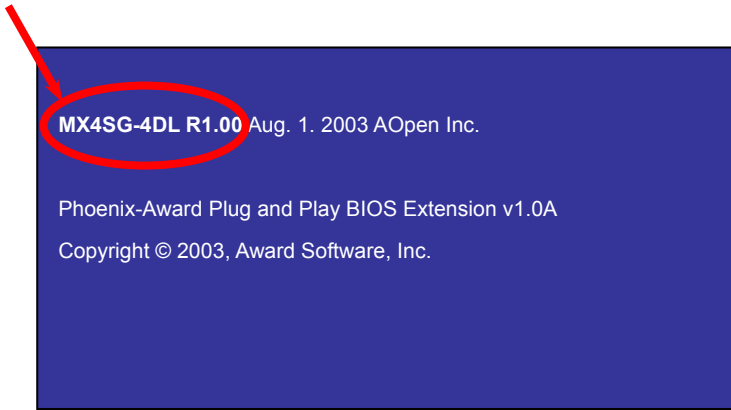 MX4SG-4DL R1.00 Aug. 1. 2003 AOpen Inc.
Phoenix-Award Plug and Play BIOS Extension v1.0A
Copyright © 2003, Award Software, Inc.